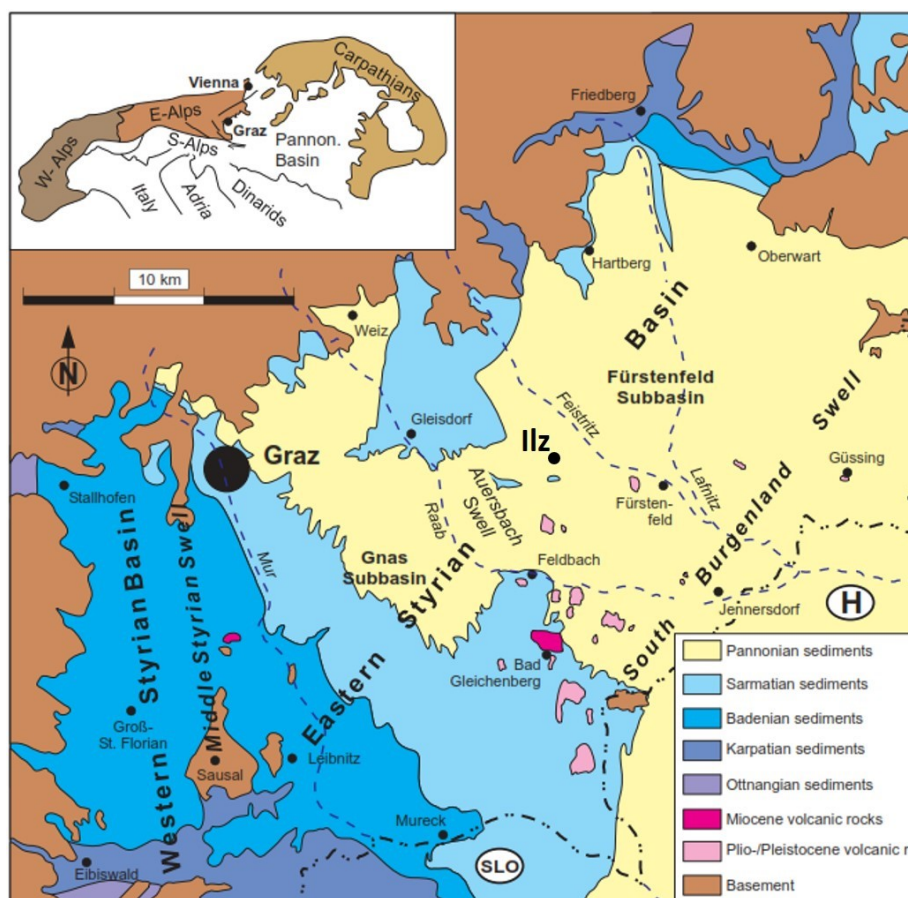 Vienna
Carpathians
E-Alps
Graz
S-Alps
Pannon.
Basin
W- Alps
Italy
Adria
Dinarids
Friedberg
Hartberg
Oberwart
10 km
N
Weiz
Basin
Fürstenfeld
Subbasin
Gleisdorf
Feistritz
Ilz
Swell
Graz
Güssing
Stallhofen
Fürsten-
feld
Lafnitz
Raab
Auersbach
Swell
Burgenland
Mur
Gnas
Subbasin
Feldbach
Styrian
Jennersdorf
H
South
Western Styrian Basin
Middle Styrian Swell
Eastern
Bad
Gleichenberg
Groß-
St. Florian
Sausal
Leibnitz
Mureck
SLO
Eibiswald
Pannonian sediments
Sarmatian sediments
Badenian sediments
Karpatian sediments
Ottnangian sediments
Miocene volcanic rocks
Plio-/Pleistocene volcanic r
Basement